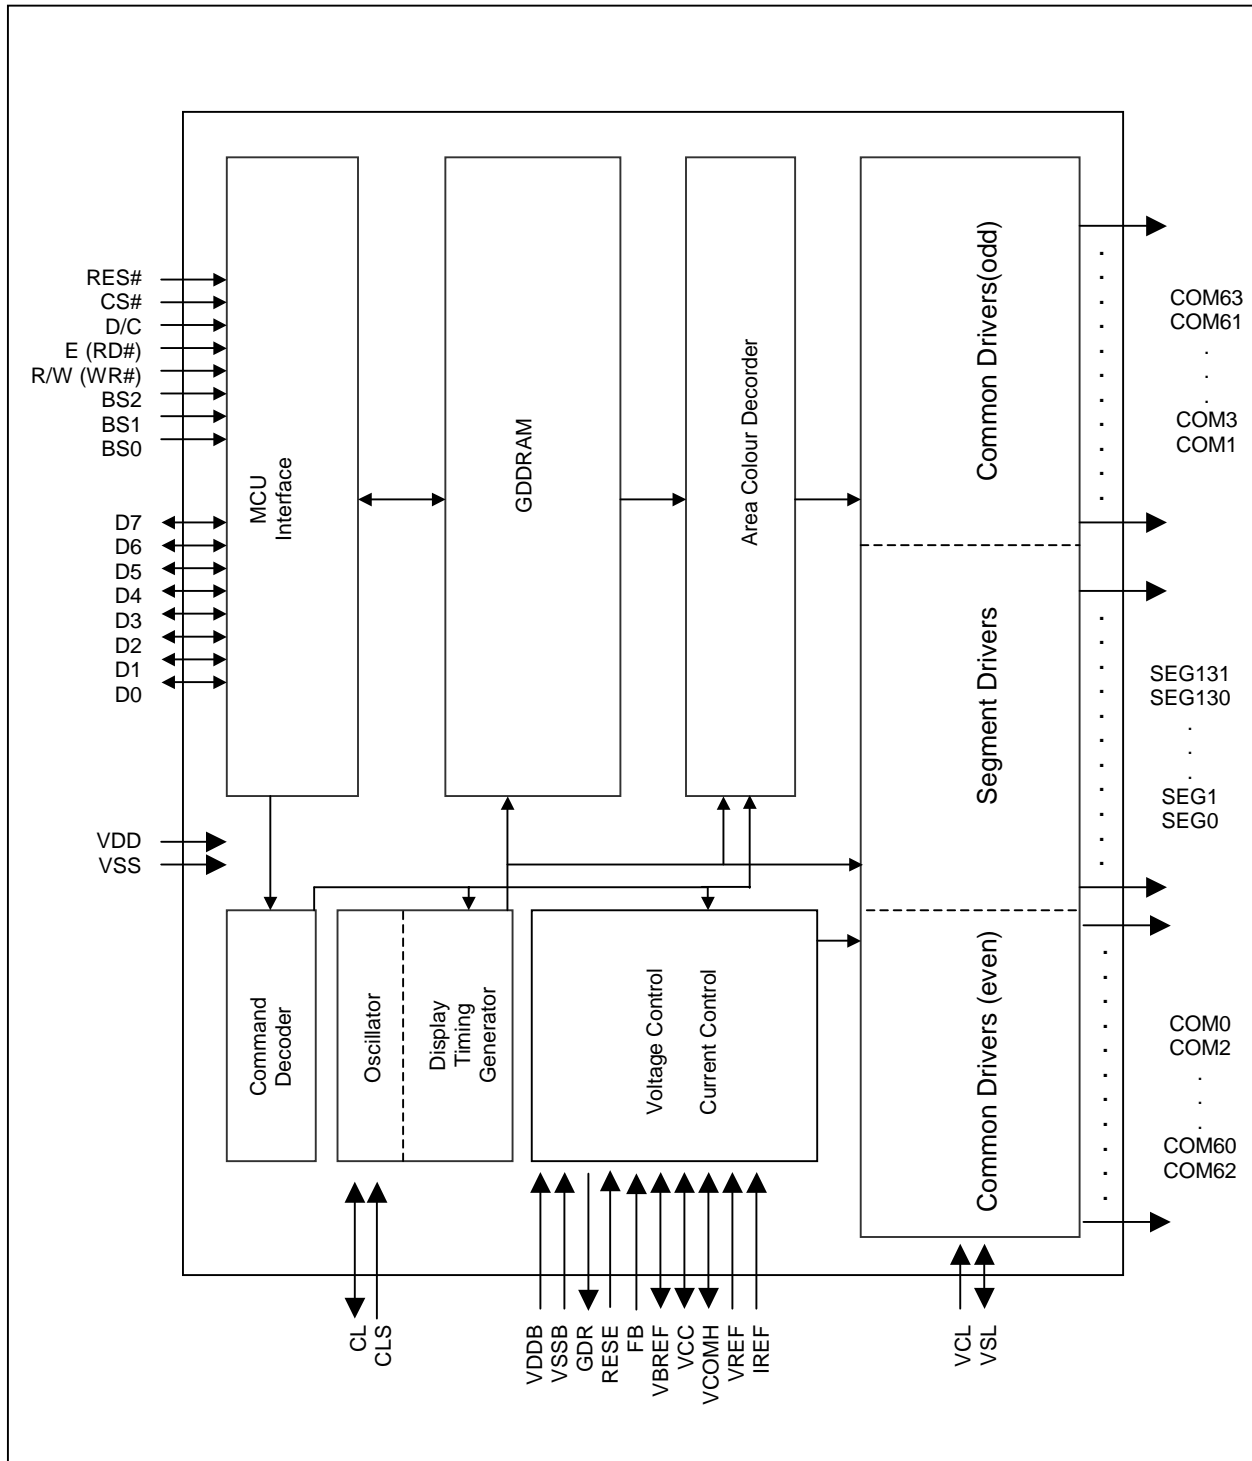 RES#
CS#
D/C
E (RD#)
R/W (WR#)
BS2
BS1
BS0
D7
D6
D5
D4
D3
D2
D1
D0
VDD
VSS
MCU
Interface
GDDRAM
Area Colour Decorder
Common Drivers(odd)
Segment Drivers
Common Drivers (even)
COM63
COM61
.
.
.
COM3
COM1
SEG131
SEG130
.
.
.
SEG1
SEG0
COM0
COM2
.
.
.
COM60
COM62
Command
Decoder
Oscillator
Display
Timing
Generator
Voltage Control
Current Control
CL
CLS
VDDB
VSSB
GDR
RESE
FB
VBREF
VCC
VCOMH
VREF
IREF
VCL
VSL